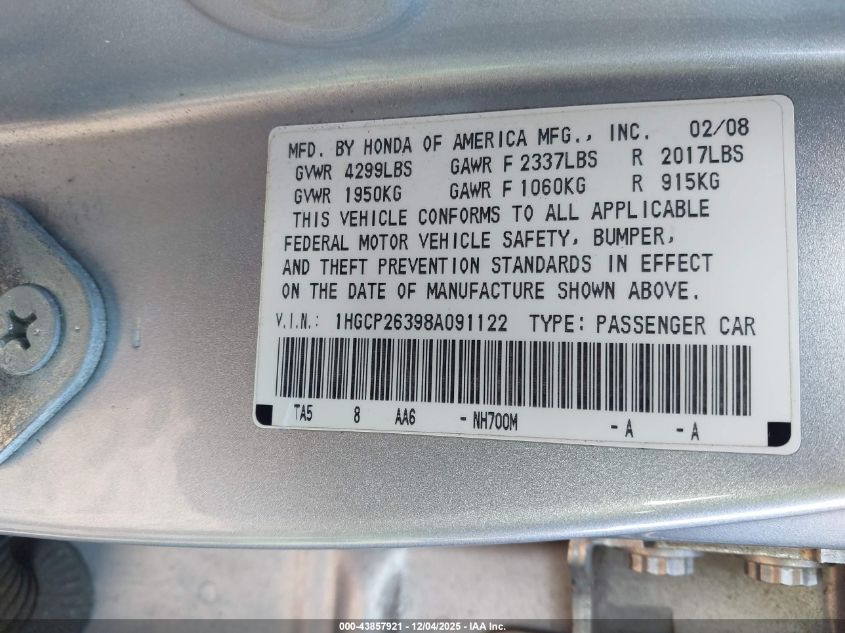 MFD. BY HONDA OF AMERICA MFG., INC. 02/08
GVWR 4299LBS GAWR F 2337LBS R 2017LBS
GVWR 1950KG GAWR F 1060KG R 915KG
THIS VEHICLE CONFORMS TO ALL APPLICABLE
FEDERAL MOTOR VEHICLE SAFETY, BUMPER,
AND THEFT PREVENTION STANDARDS IN EFFECT
ON THE DATE OF MANUFACTURE SHOWN ABOVE.
V.I.N.: 1HGCP26398A091122 TYPE: PASSENGER CAR
TA5 8 AA6 - NH700M - A - A
000-43857921 - 12/04/2025 - IAA Inc.